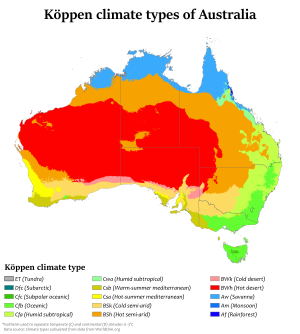 Köppen climate types of Australia
Köppen climate type
ET (Tundra)
Dfc (Subarctic)
Cfc (Subpolar oceanic)
Cfb (Oceanic)
Cfa (Humid subtropical)
Cwa (Humid subtropical)
Csb (Warm-summer mediterranean)
Csa (Hot-summer mediterranean)
BSk (Cold semi-arid)
BSh (Hot semi-arid)
BWk (Cold desert)
BWh (Hot desert)
Aw (Savanna)
Am (Monsoon)
Af (Rainforest)